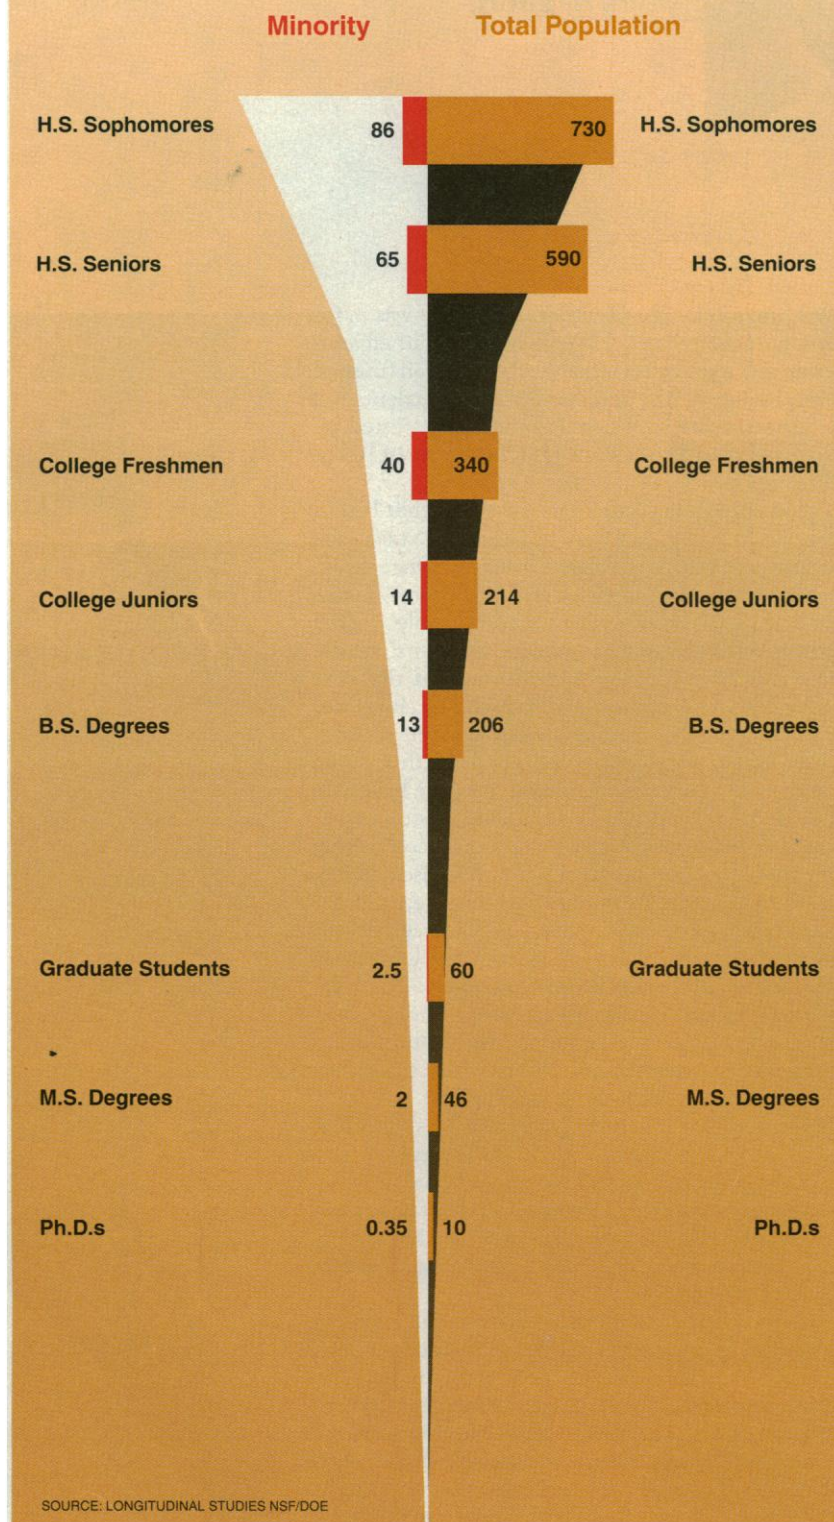 Minority Total Population
H.S. Sophomores 86 730 H.S. Sophomores
H.S. Seniors 65 590 H.S. Seniors
College Freshmen 40 340 College Freshmen
College Juniors 14 214 College Juniors
B.S. Degrees 13 206 B.S. Degrees
Graduate Students 2.5 60 Graduate Students
M.S. Degrees 2 46 M.S. Degrees
Ph.D.s 0.35 10 Ph.D.s
SOURCE: LONGITUDINAL STUDIES NSF/DOE